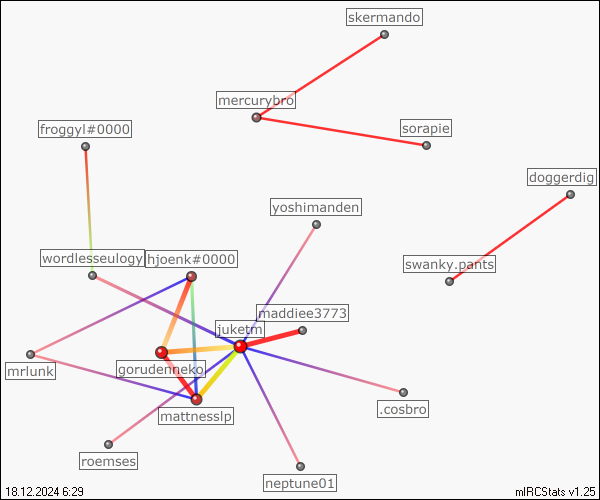 skermando
mercurybro
froggyl#0000
sorapie
doggerdig
yoshimanden
wordlesseulogy
hjoenk#0000
swanky.pants
maddiee3773
juketm
mrlunk
gorudenneko
mattnesslp
.cosbro
roemses
neptune01
18.12.2024 6:29
mIRCStats v1.25